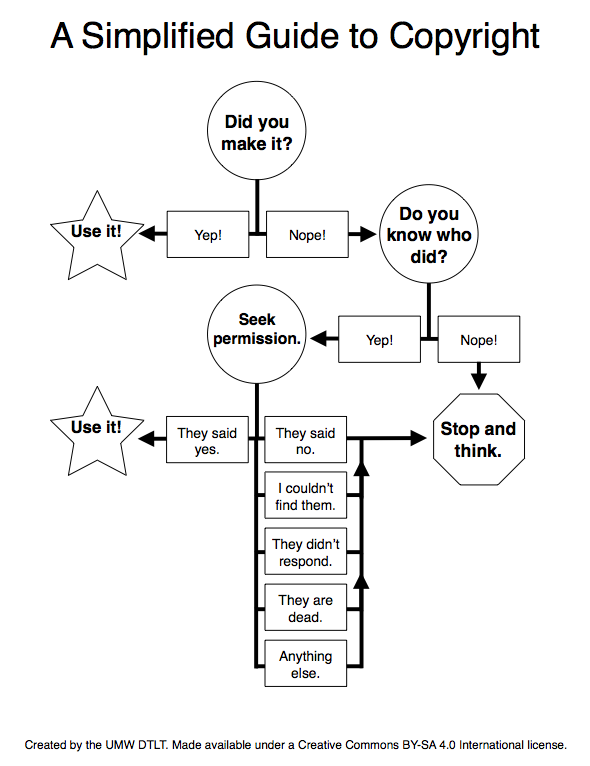 A Simplified Guide to Copyright
Did you
make it?
Use it!
Yep!
Nope!
Do you
know who
did?
Seek
permission.
Yep!
Nope!
Use it!
They said
yes.
They said
no.
Stop and
think.
I couldn't
find them.
They didn't
respond.
They are
dead.
Anything
else.
Created by the UMW DTLT. Made available under a Creative Commons BY-SA 4.0 International license.